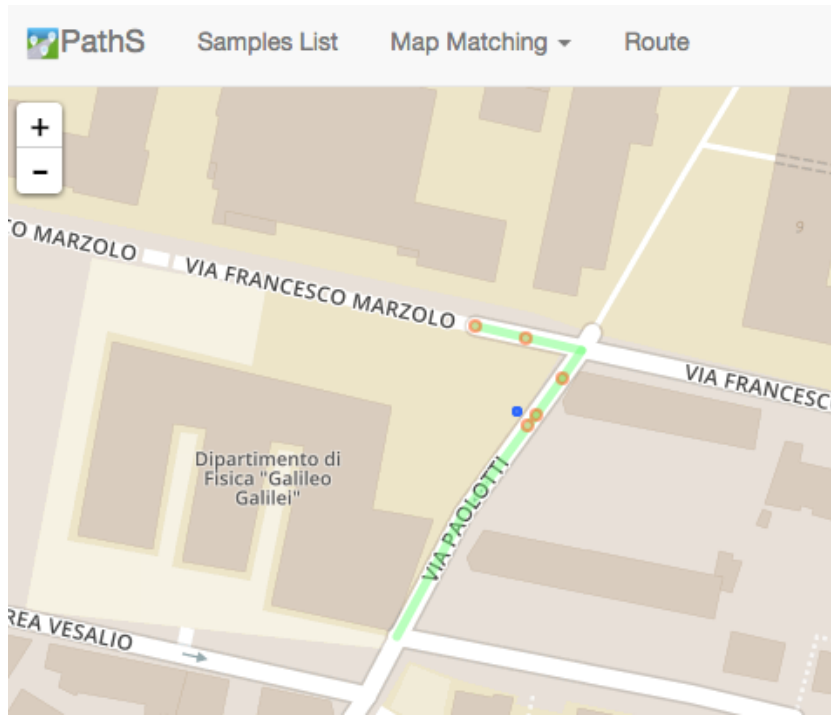 PathS Samples List Map Matching Route
+
-
O MARZOLO
VIA FRANCESCO MARZOLO
9
VIA FRANCESC
Dipartimento di
Fisica "Galileo
Galilei"
VIA PAOLOTTI
REA VESALIO